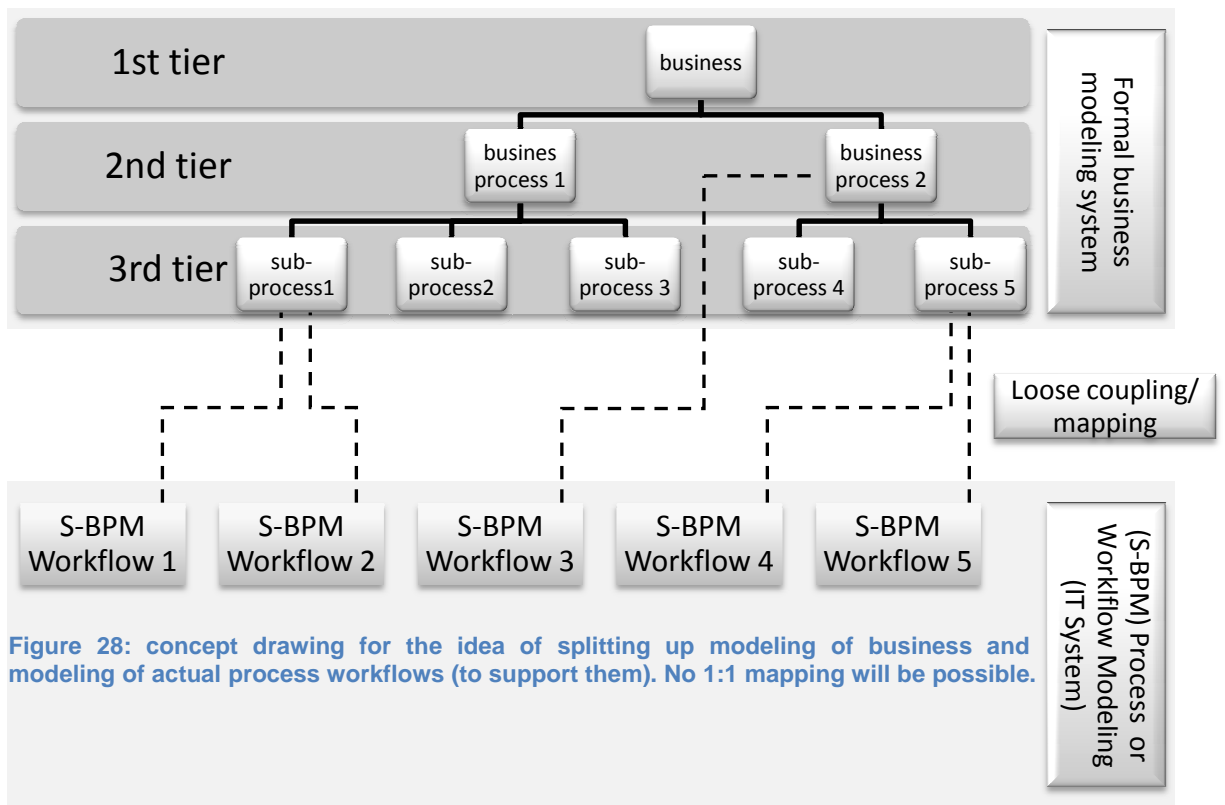 1st tier
business
Formal business
modeling system
2nd tier
busines
process 1
business
process 2
3rd tier
sub-
process1
sub-
process2
sub-
process 3
sub-
process 4
sub-
process 5
Loose coupling/
mapping
S-BPM
Workflow 1
S-BPM
Workflow 2
S-BPM
Workflow 3
S-BPM
Workflow 4
S-BPM
Workflow 5
(S-BPM) Process or
Worklflow Modeling
(IT System)
Figure 28: concept drawing for the idea of splitting up modeling of business and
modeling of actual process workflows (to support them). No 1:1 mapping will be possible.